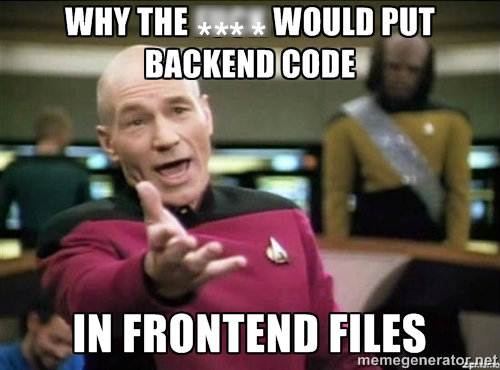 WHY THE *** * WOULD PUT
BACKEND CODE
IN FRONTEND FILES
memegenerator.net